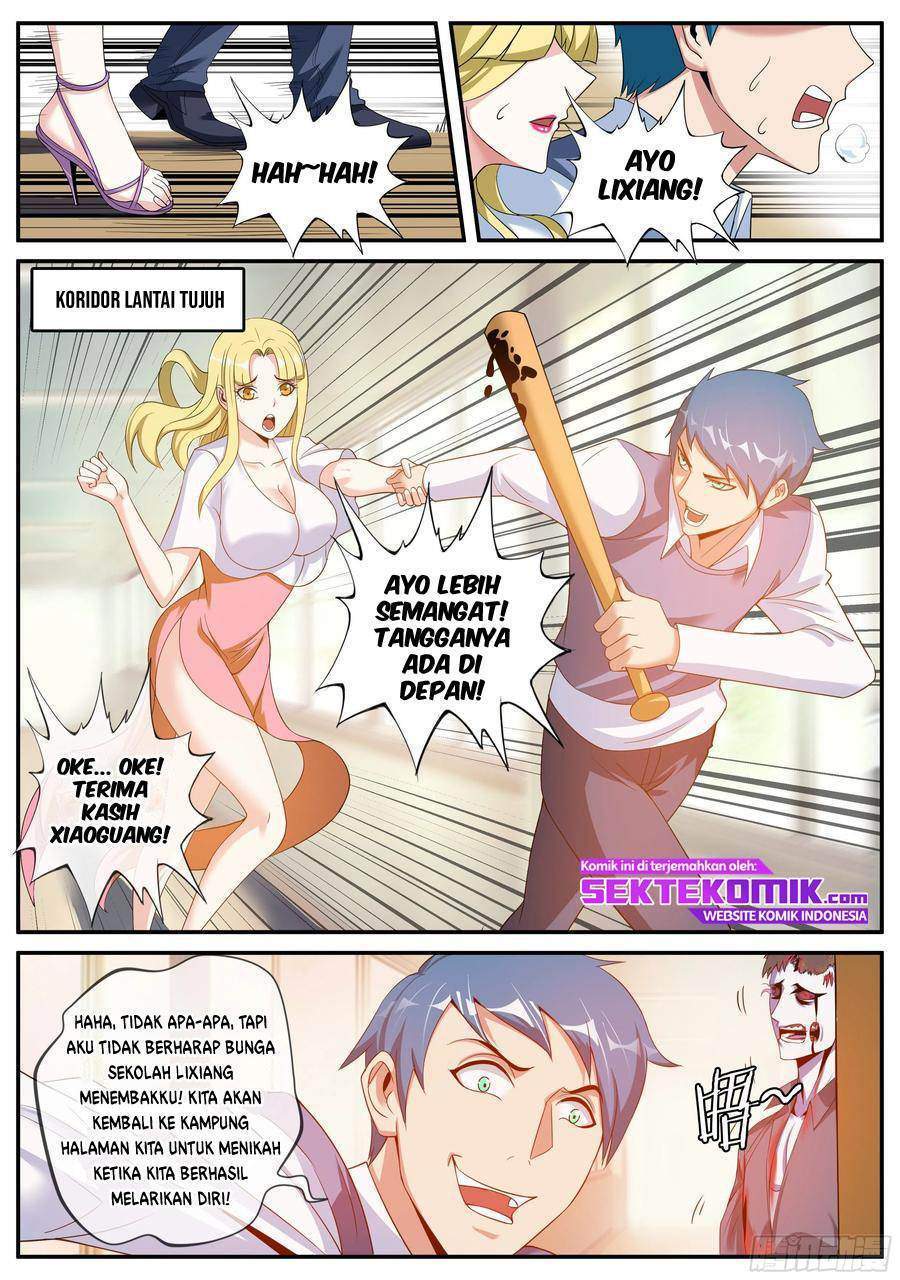 HAH~HAH!
AYO
LIXIANG!
KORIDOR LANTAI TUJUH
AYO LEBIH
SEMANGAT!
TANGGANYA
ADA DI
DEPAN!
OKE... OKE!
TERIMA
KASIH
XIAOGUANG!
Komik ini di terjemahkan oleh:
SEKTEKOMIK.com
WEBSITE KOMIK INDONESIA
HAHA, TIDAK APA-APA, TAPI
AKU TIDAK BERHARAP BUNGA
SEKOLAH LIXIANG
MENEMBAKKU! KITA AKAN
KEMBALI KE KAMPUNG
HALAMAN KITA UNTUK MENIKAH
KETIKA KITA BERHASIL
MELARIKAN DIRI!
唔~